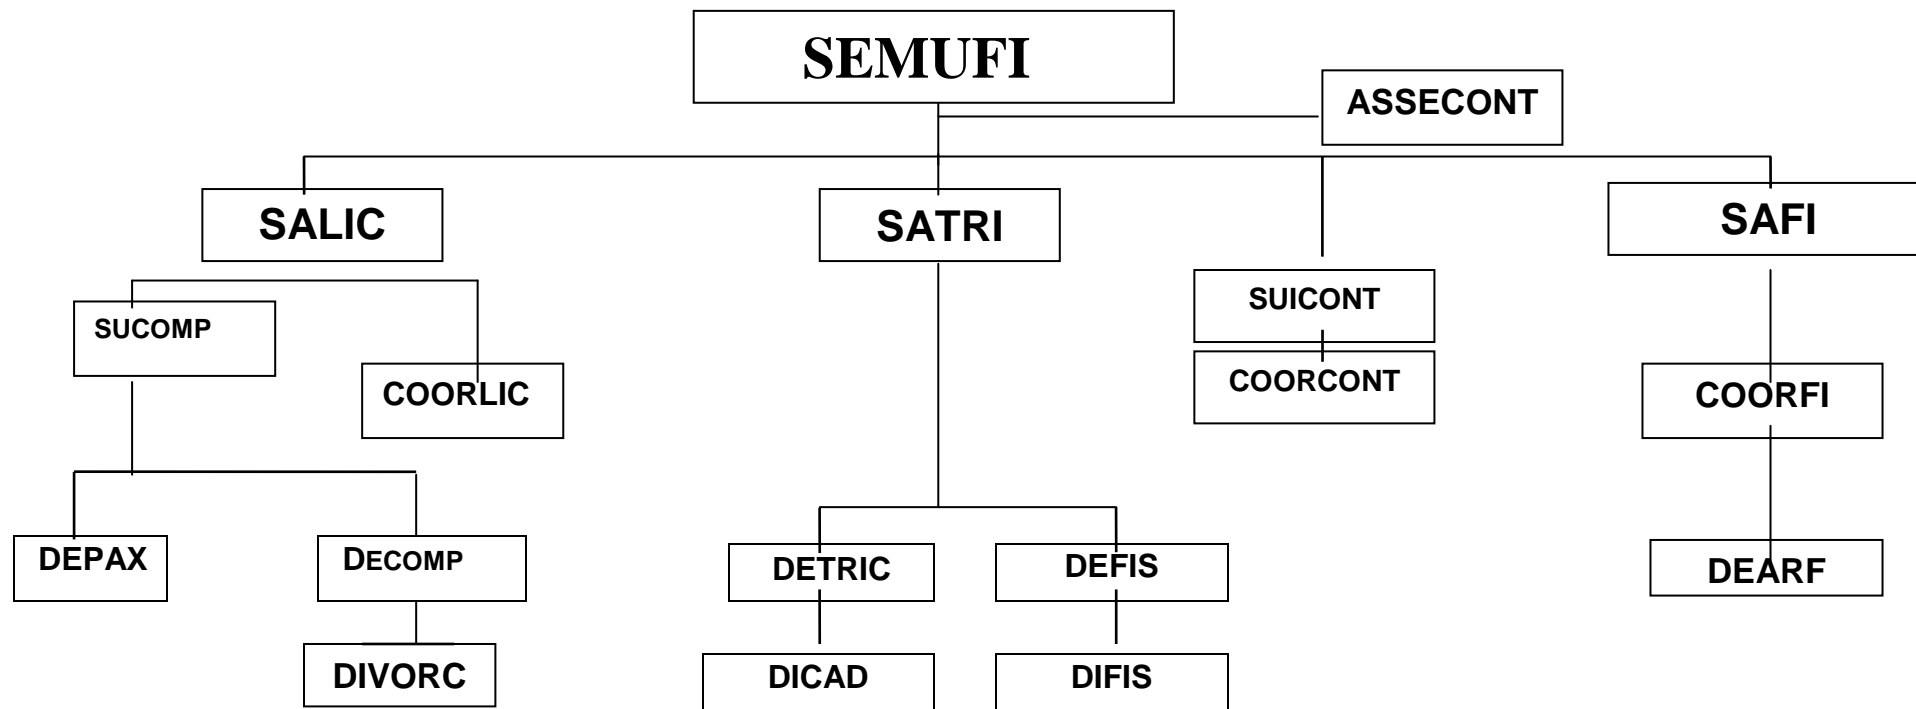 SEMUFI
ASSECONT
SALIC
SATRI
SAFI
SUCOMP
COORLIC
SUICONT
COORCONT
COORFI
DEPAX
DECOMP
DETRIC
DEFIS
DEARF
DIVORC
DICAD
DIFIS